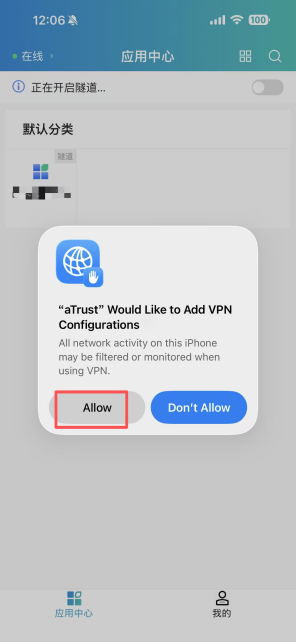 12:06
100
在线
应用中心
正在开启隧道...
默认分类
隧道
“aTrust” Would Like to Add VPN
Configurations
All network activity on this iPhone
may be filtered or monitored when
using VPN.
Allow
Don't Allow
应用中心
我的